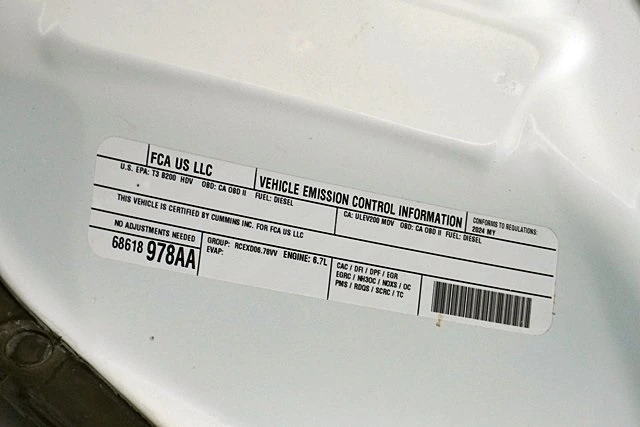 FCA US LLC
VEHICLE EMISSION CONTROL INFORMATION
CONFORMS TO REGULATIONS:
2024 MY
U.S. EPA: T3 B200 HDV OBD: CA OBD II FUEL: DIESEL
CA: ULEV200 MDV OBD: CA OBD II FUEL: DIESEL
THIS VEHICLE IS CERTIFIED BY CUMMINS INC. FOR FCA US LLC
NO ADJUSTMENTS NEEDED
68618 978AA
GROUP: RCEXD06.78VV ENGINE: 6.7L
EVAP:
CAC / DFI / DPF / EGR
EGRC / NH3OC / NOXS / OC
PMS / RDQS / SCRC / TC